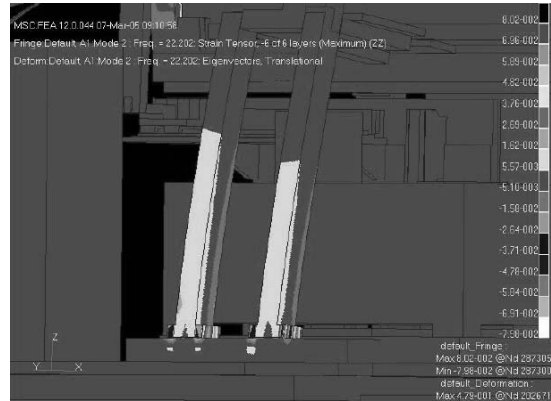 MSC.FEA 12.0.044 07-Mar-05 09:10:56
Fringe:Default, A1:Mode 2 : Freq. = 22.202: Strain Tensor, -6 of 6 layers (Maximum) (ZZ)
Deform:Default, A1:Mode 2 : Freq. = 22.202: Eigenvectors, Translational
8.02-002
6.96-002
5.89-002
4.82-002
3.76-002
2.69-002
1.62-002
5.57-003
-5.10-003
-1.58-002
-2.64-002
-3.71-002
-4.78-002
-5.84-002
-6.91-002
-7.98-002
Z
Y
X
default_Fringe :
Max 8.02-002 @Nd 287305
Min -7.98-002 @Nd 287300
default_Deformation :
Max 4.79-001 @Nd 202671